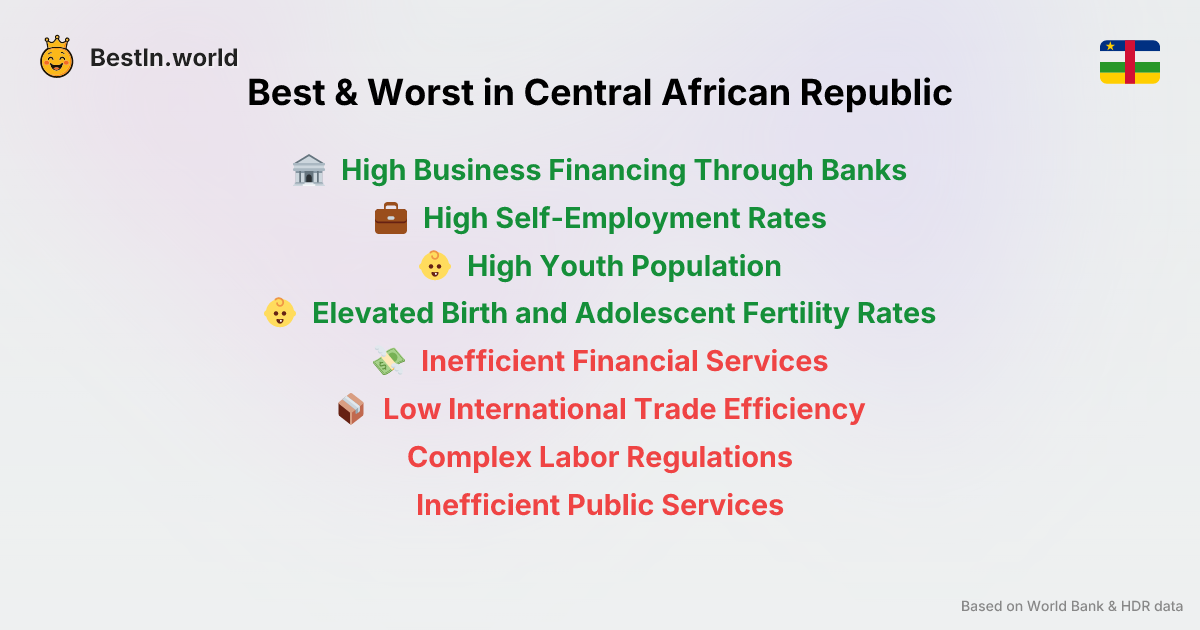 BestIn.world
Best & Worst in Central African Republic
High Business Financing Through Banks
High Self-Employment Rates
High Youth Population
Elevated Birth and Adolescent Fertility Rates
Inefficient Financial Services
Low International Trade Efficiency
Complex Labor Regulations
Inefficient Public Services
Based on World Bank & HDR data